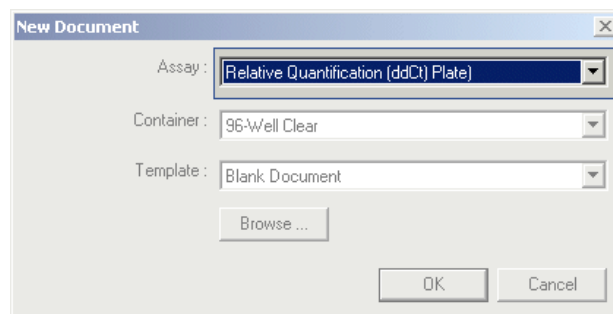 New Document
Assay : Relative Quantification (ddCt) Plate)
Container : 96-Well Clear
Template : Blank Document
Browse ...
OK Cancel